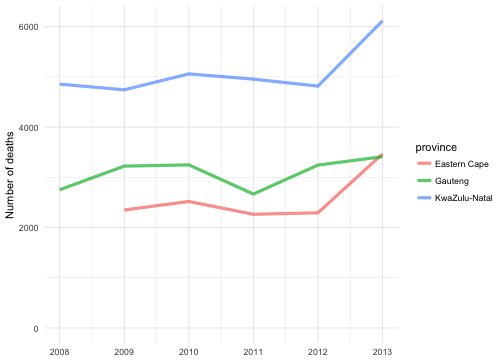 6000
4000
2000
0
Number of deaths
2008 2009 2010 2011 2012 2013
province
Eastern Cape
Gauteng
KwaZulu-Natal